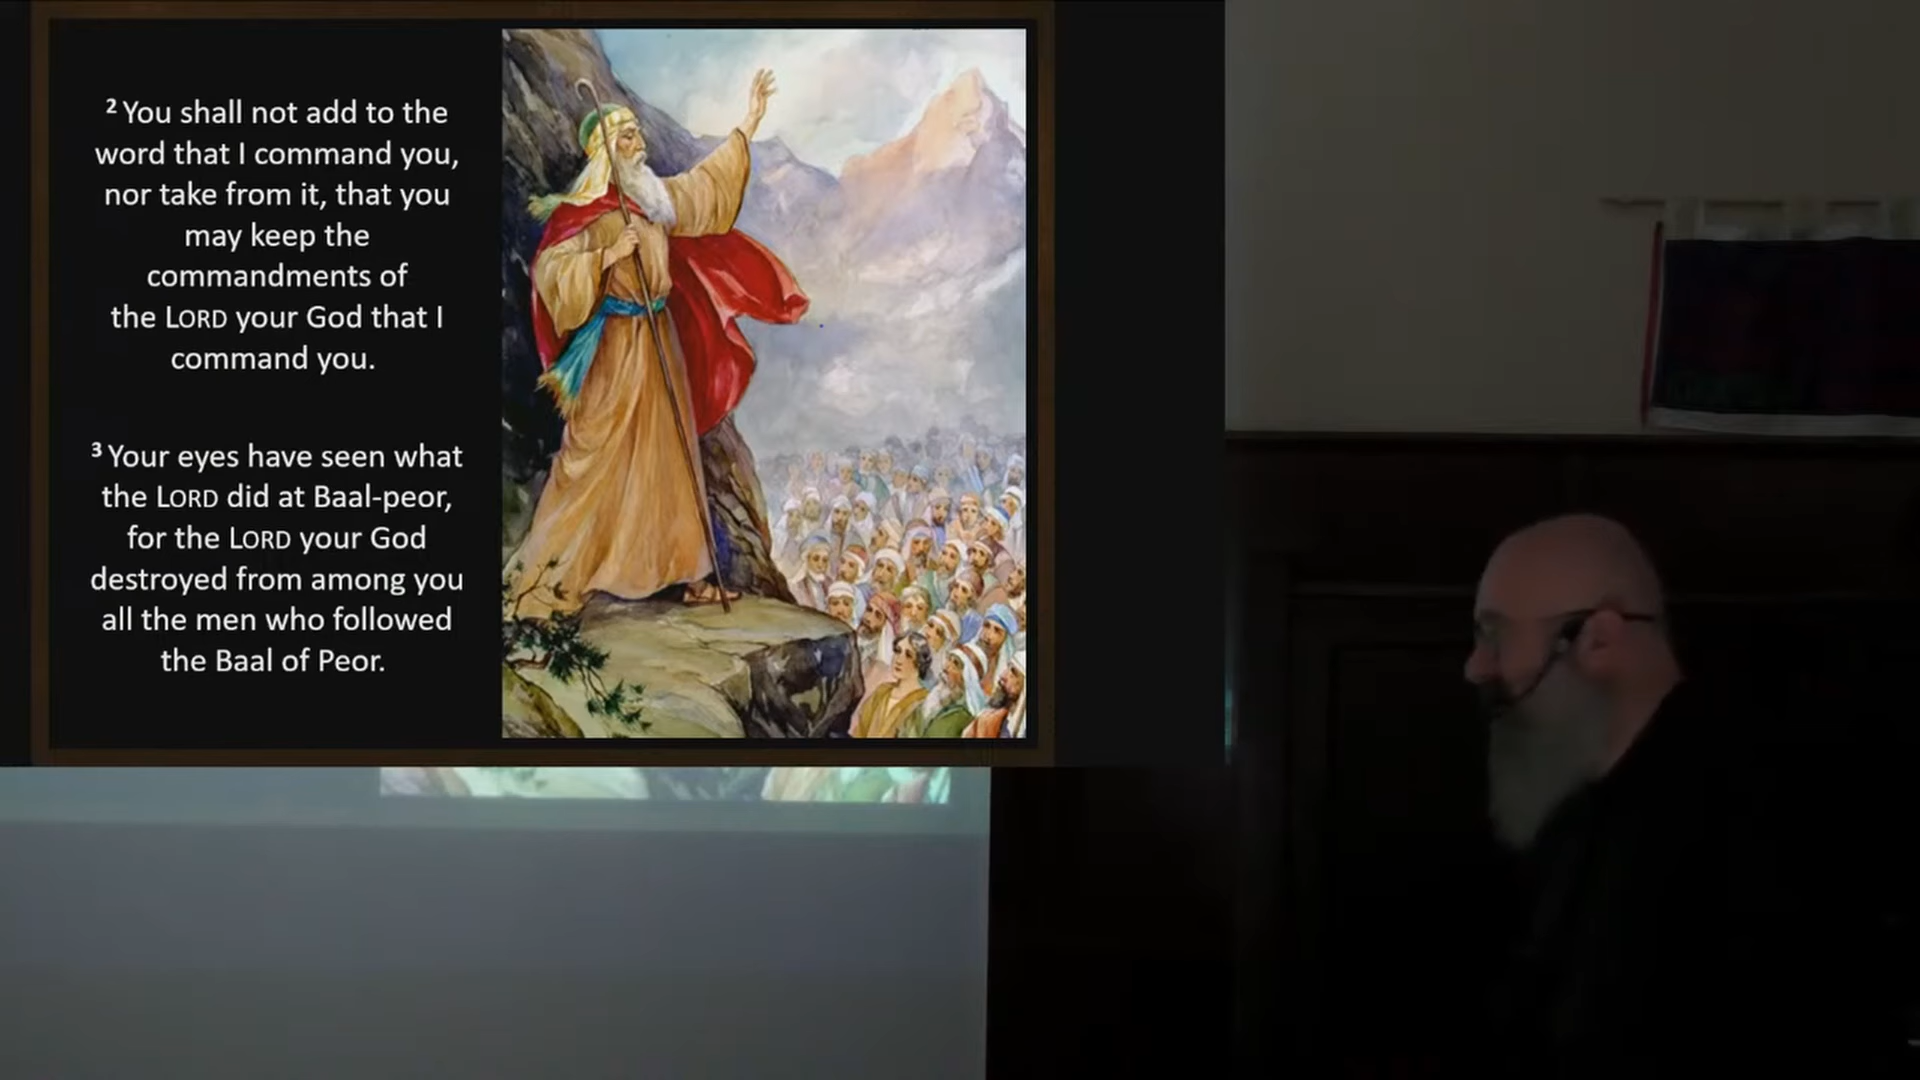 2 You shall not add to the
word that I command you,
nor take from it, that you
may keep the
commandments of
the LORD your God that I
command you.
3 Your eyes have seen what
the LORD did at Baal-peor,
for the LORD your God
destroyed from among you
all the men who followed
the Baal of Peor.